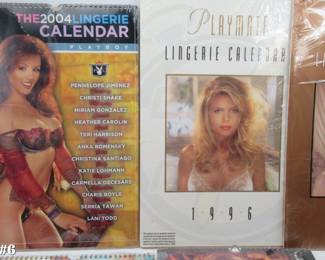 THE 2004 LINGERIE
CALENDAR
PLAYBOY
PENNELOPE JIMENEZ
CHRISTI SHAKE
MIRIAM GONZALEZ
HEATHER CAROLIN
TERI HARRISON
ANKA ROMENSKY
CHRISTINA SANTIAGO
KATIE LOHMANN
CARMELLA DECESARE
CHARIS BOYLE
SERRIA TAWAN
LANI TODD
PLAYMATE
LINGERIE CALENDAR
1996
#6